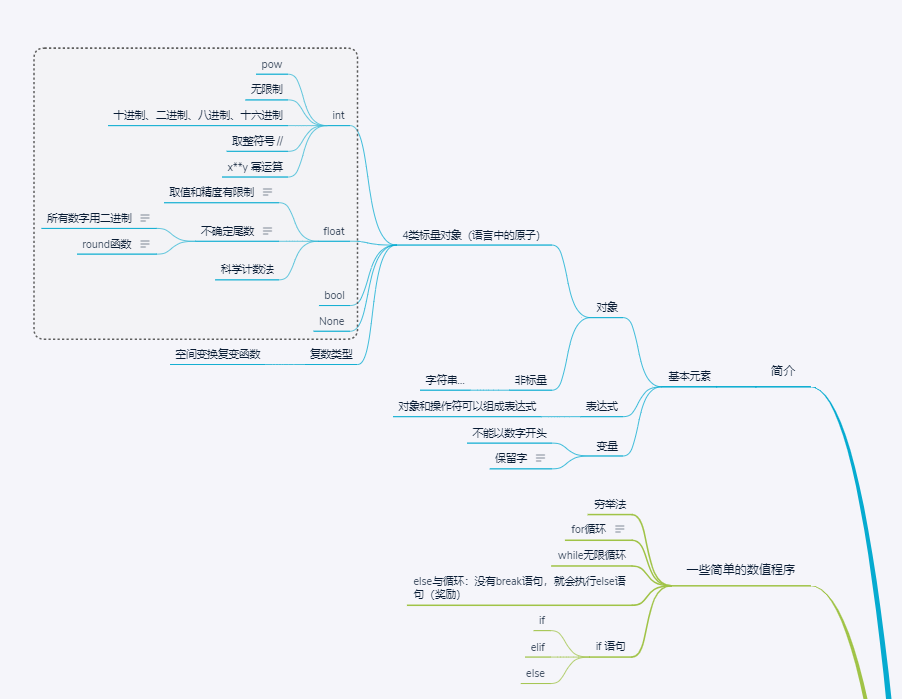 pow
无限制
十进制、二进制、八进制、十六进制
int
取整符号 //
x**y 幂运算
取值和精度有限制
所有数字用二进制
不确定尾数
float
round函数
科学计数法
bool
None
空间变换复变函数
复数类型
4类标量对象（语言中的原子）
对象
字符串...
非标量
基本元素
简介
对象和操作符可以组成表达式
表达式
不能以数字开头
变量
保留字
穷举法
for循环
while无限循环
一些简单的数值程序
else与循环：没有break语句，就会执行else语
句（奖励）
if
elif
if 语句
else